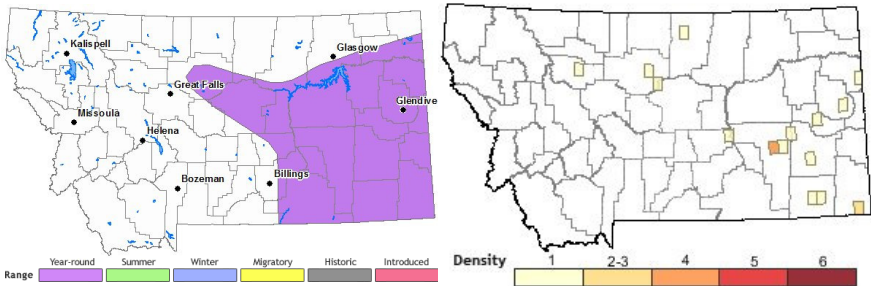 Kalispell
Glasgow
Great Falls
Glendive
Missoula
Helena
Bozeman
Billings
Range Year-round Summer Winter Migratory Historic Introduced
Density 1 2-3 4 5 6